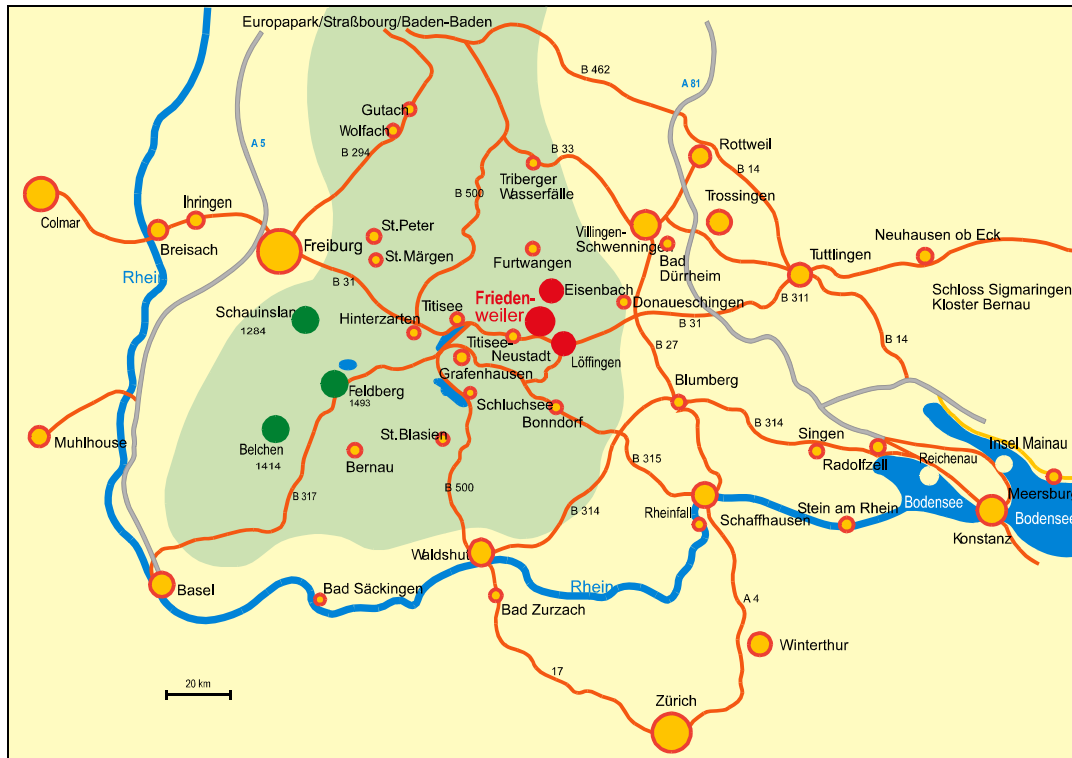 Europapark/Straßbourg/Baden-Baden
B 462
A 81
A 5
Gutach
Wolfach
B 294
B 33
Rottweil
B 14
Triberger
Wasserfälle
B 500
Trossingen
Colmar
Ihringen
Breisach
Freiburg
St.Peter
St.Märgen
Villingen-
Schwenningen
Bad
Dürrheim
Furtwangen
Tuttlingen
Neuhausen ob Eck
Rhein
B 31
Eisenbach
Donaueschingen
B 311
Schloss Sigmaringen
Kloster Bernau
Schauinslan
1284
Hinterzarten
Titisee
Frieden-
weiler
B 31
Titisee-
Neustadt
Löffingen
B 27
B 14
Grafenhausen
Feldberg
1493
Schluchsee
Bonndorf
Blumberg
B 314
Muhlhouse
Belchen
1414
St.Blasien
Bernau
Singen
Radolfzell
Reichenau
Insel Mainau
B 315
B 317
B 500
B 314
Rheinfall
Schaffhausen
Stein am Rhein
Bodensee
Meersburg
Bodensee
Konstanz
Waldshut
Basel
Bad Säckingen
Rhein
Bad Zurzach
A 4
Winterthur
17
20 km
Zürich